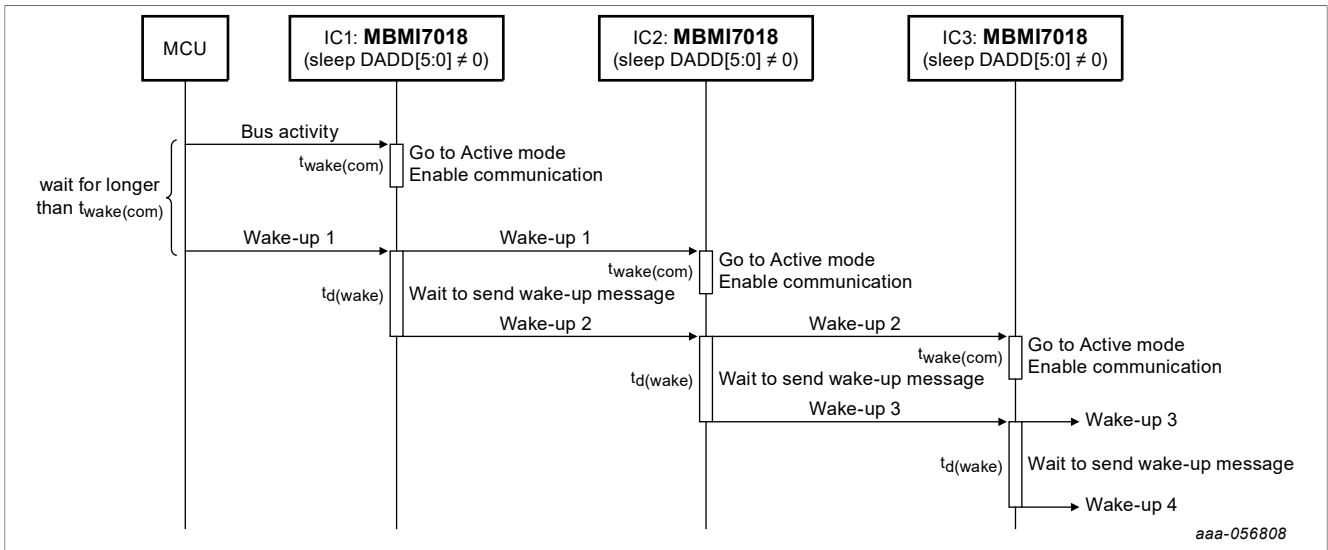 MCU
IC1: MBMI7018
(sleep DADD[5:0] ≠ 0)
IC2: MBMI7018
(sleep DADD[5:0] ≠ 0)
IC3: MBMI7018
(sleep DADD[5:0] ≠ 0)
Bus activity
twake(com)
Go to Active mode
Enable communication
wait for longer
than twake(com)
Wake-up 1
Wake-up 1
twake(com)
Go to Active mode
Enable communication
td(wake)
Wait to send wake-up message
Wake-up 2
Wake-up 2
twake(com)
Go to Active mode
Enable communication
td(wake)
Wait to send wake-up message
Wake-up 3
Wake-up 3
td(wake)
Wait to send wake-up message
Wake-up 4
aaa-056808